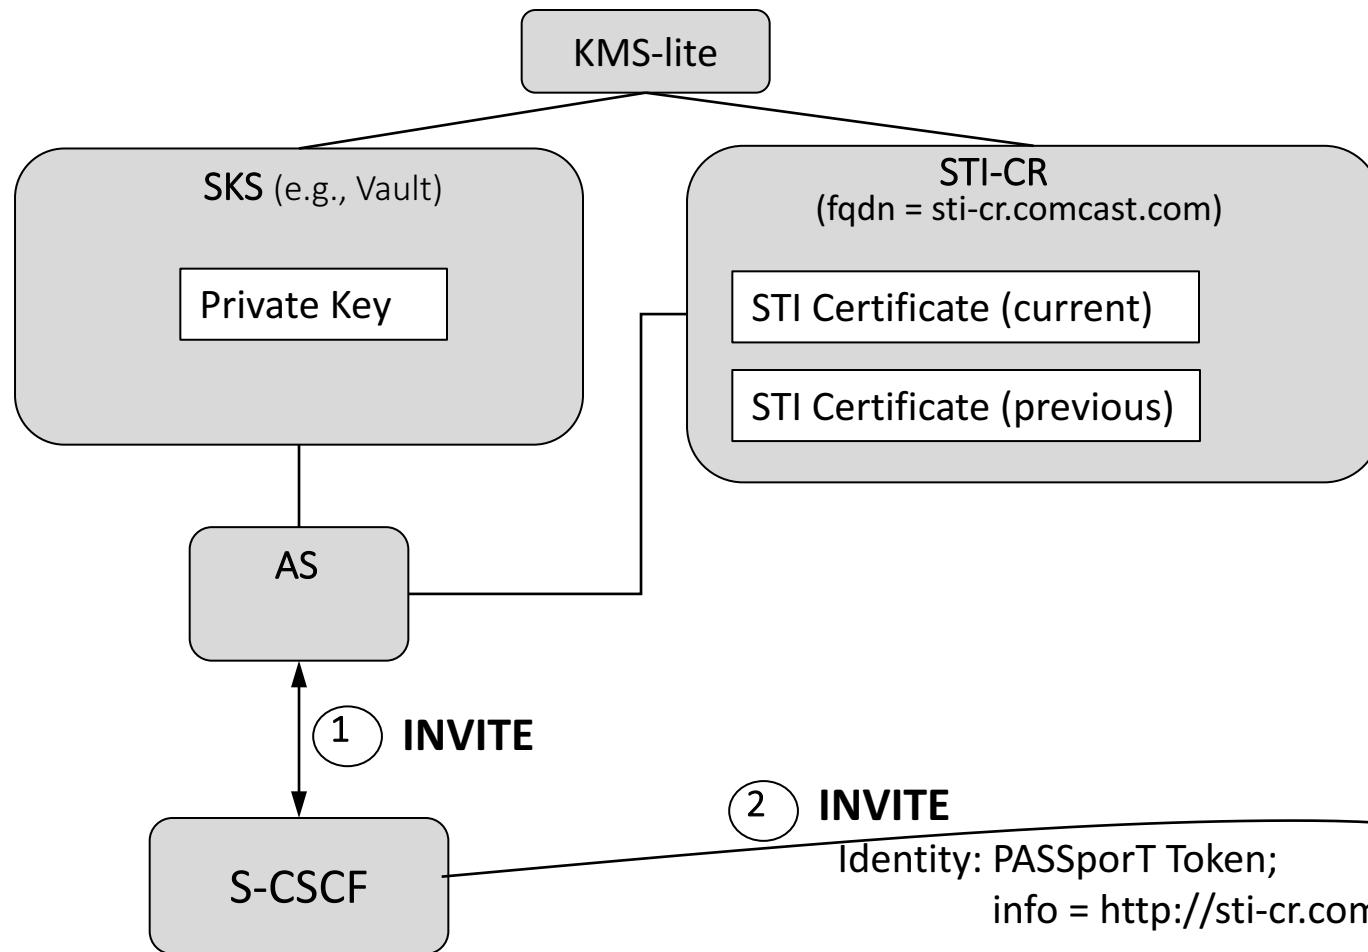 KMS-lite
SKS (e.g., Vault)
Private Key
STI-CR
(fqdn = sti-cr.comcast.com)
STI Certificate (current)
STI Certificate (previous)
AS
1 INVITE
S-CSCF
2 INVITE
Identity: PASSporT Token;
info = http://sti-cr.com